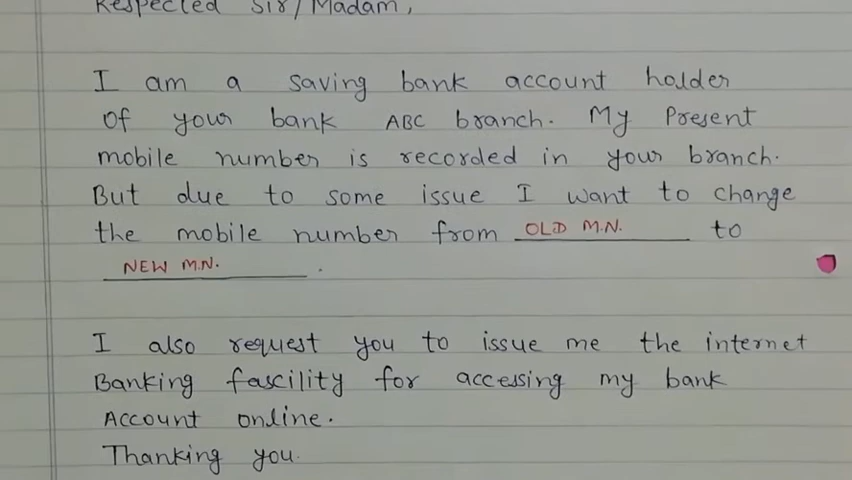 Respected Sir/Madam,
I am a saving bank account holder
of your bank ABC branch. My Present
mobile number is recorded in your branch.
But due to some issue I want to change
the mobile number from OLD M.N. to
NEW M.N. .
I also request you to issue me the internet
Banking fascility for accessing my bank
Account online.
Thanking you.